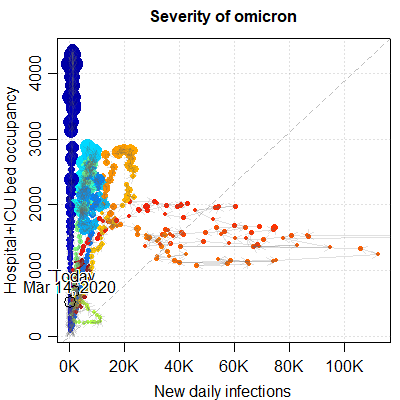 Severity of omicron
Hospital+ICU bed occupancy
4000
3000
2000
1000
0
Today
Mar 14, 2020
0K 20K 40K 60K 80K 100K
New daily infections